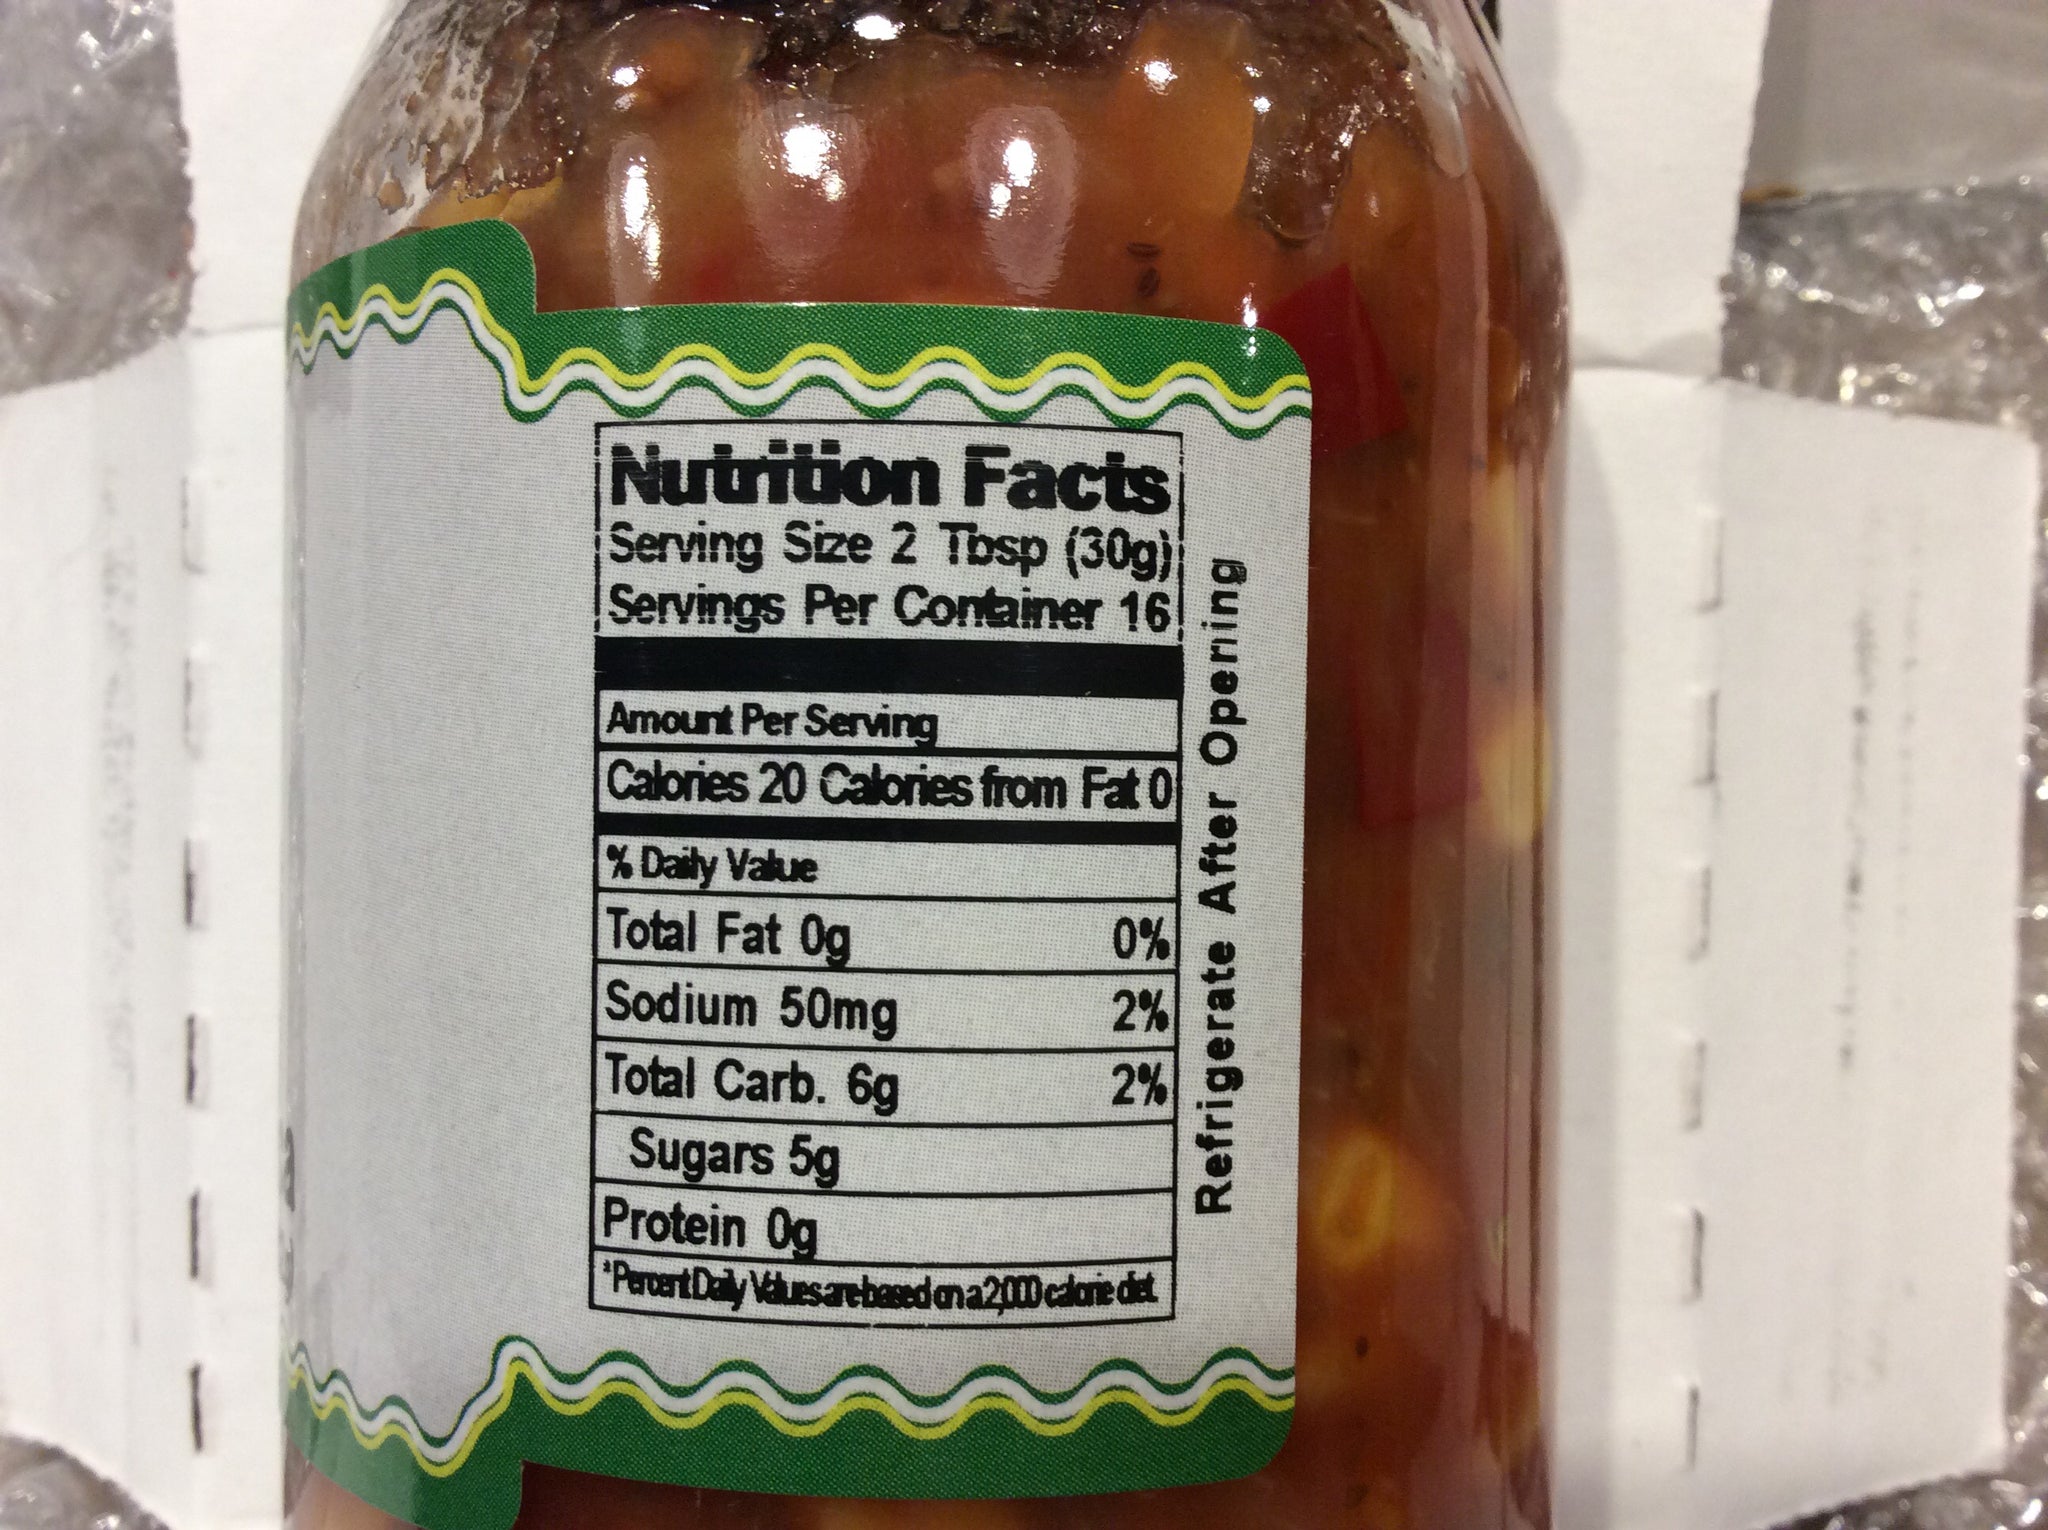 Nutrition Facts
Serving Size 2 Tbsp (30g)
Servings Per Container 16
Amount Per Serving
Calories 20 Calories from Fat 0
% Daily Value
Total Fat 0g 0%
Sodium 50mg 2%
Total Carb. 6g 2%
Sugars 5g
Protein 0g
*Percent Daily Values are based on a 2,000 calorie diet.
Refrigerate After Opening